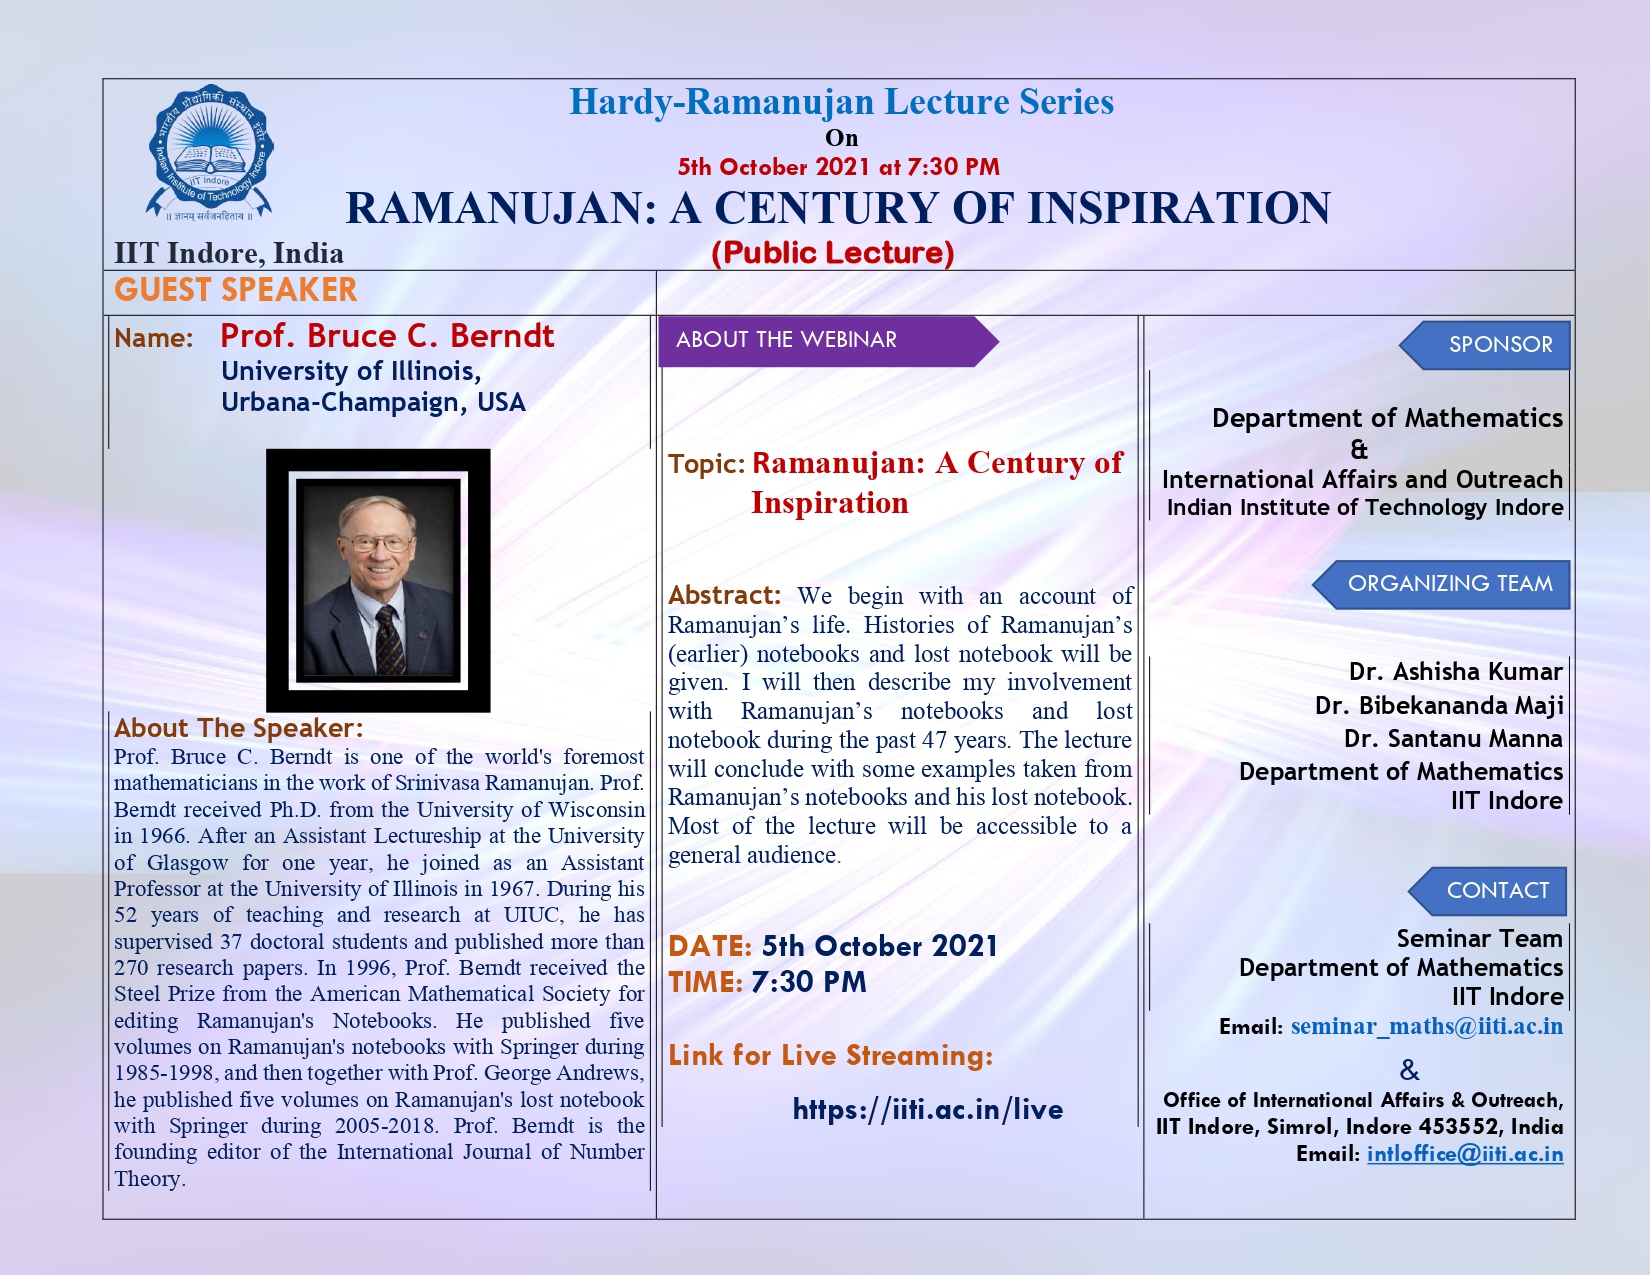 भारतीय प्रौद्योगिकी संस्थान इंदौर
Indian Institute of Technology Indore
IIT Indore
॥ ज्ञानम् सर्वजनहिताय ॥
IIT Indore, India
Hardy-Ramanujan Lecture Series
On
5th October 2021 at 7:30 PM
RAMANUJAN: A CENTURY OF INSPIRATION
(Public Lecture)
GUEST SPEAKER
Name: Prof. Bruce C. Berndt
University of Illinois,
Urbana-Champaign, USA
About The Speaker:
Prof. Bruce C. Berndt is one of the world's foremost
mathematicians in the work of Srinivasa Ramanujan. Prof.
Berndt received Ph.D. from the University of Wisconsin
in 1966. After an Assistant Lectureship at the University
of Glasgow for one year, he joined as an Assistant
Professor at the University of Illinois in 1967. During his
52 years of teaching and research at UIUC, he has
supervised 37 doctoral students and published more than
270 research papers. In 1996, Prof. Berndt received the
Steel Prize from the American Mathematical Society for
editing Ramanujan's Notebooks. He published five
volumes on Ramanujan's notebooks with Springer during
1985-1998, and then together with Prof. George Andrews,
he published five volumes on Ramanujan's lost notebook
with Springer during 2005-2018. Prof. Berndt is the
founding editor of the International Journal of Number
Theory.
ABOUT THE WEBINAR
Topic: Ramanujan: A Century of
Inspiration
Abstract: We begin with an account of
Ramanujan’s life. Histories of Ramanujan’s
(earlier) notebooks and lost notebook will be
given. I will then describe my involvement
with Ramanujan’s notebooks and lost
notebook during the past 47 years. The lecture
will conclude with some examples taken from
Ramanujan’s notebooks and his lost notebook.
Most of the lecture will be accessible to a
general audience.
DATE: 5th October 2021
TIME: 7:30 PM
Link for Live Streaming:
https://iiti.ac.in/live
SPONSOR
Department of Mathematics
&
International Affairs and Outreach
Indian Institute of Technology Indore
ORGANIZING TEAM
Dr. Ashisha Kumar
Dr. Bibekananda Maji
Dr. Santanu Manna
Department of Mathematics
IIT Indore
CONTACT
Seminar Team
Department of Mathematics
IIT Indore
Email: seminar_maths@iiti.ac.in
&
Office of International Affairs & Outreach,
IIT Indore, Simrol, Indore 453552, India
Email: intloffice@iiti.ac.in